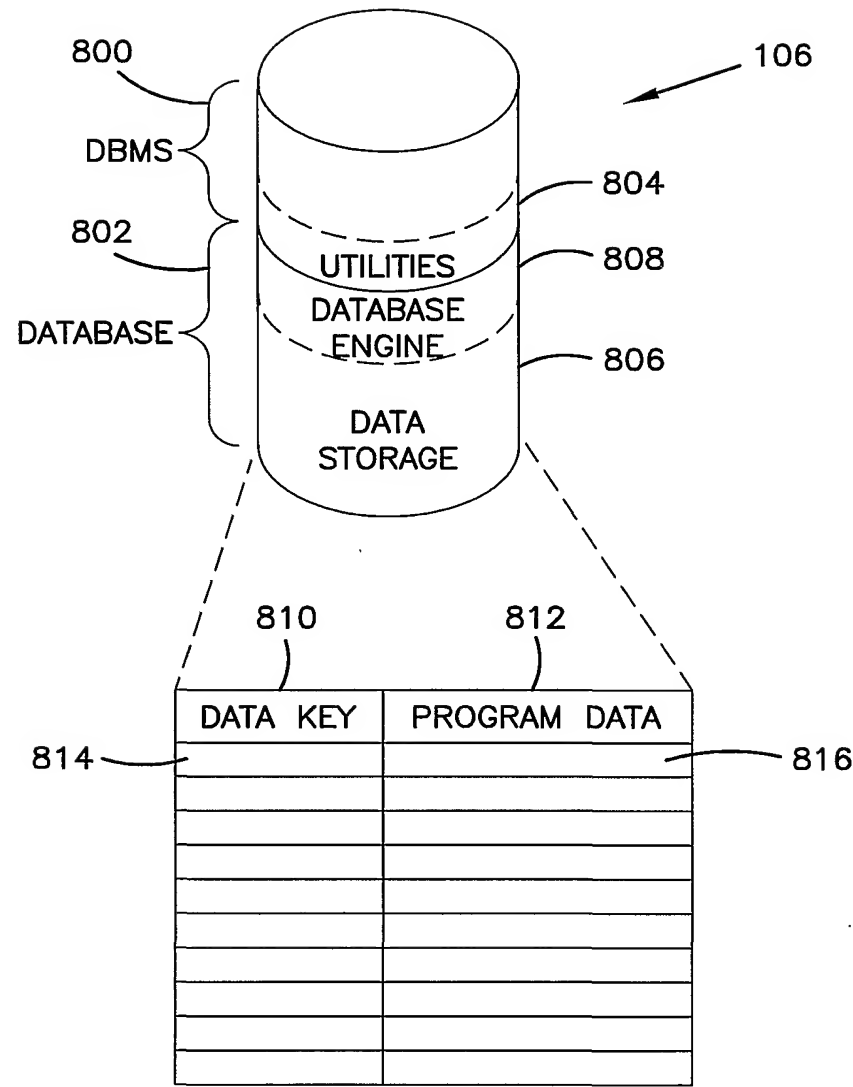 800
106
DBMS
804
802
UTILITIES
808
DATABASE
ENGINE
DATABASE
806
DATA
STORAGE
810
812
DATA KEY
PROGRAM DATA
814
816